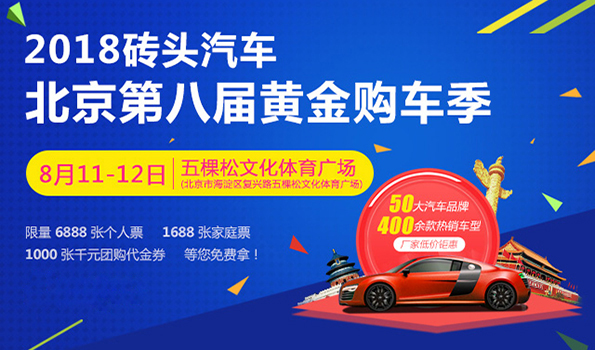 2018砖头汽车
北京第八届黄金购车季
8月11-12日
五棵松文化体育广场
(北京市海淀区复兴路五棵松文化体育广场)
限量 6888 张个人票 1688 张家庭票
1000 张千元团购代金券 等您免费拿！
50大汽车品牌
400余款热销车型
厂家低价钜惠